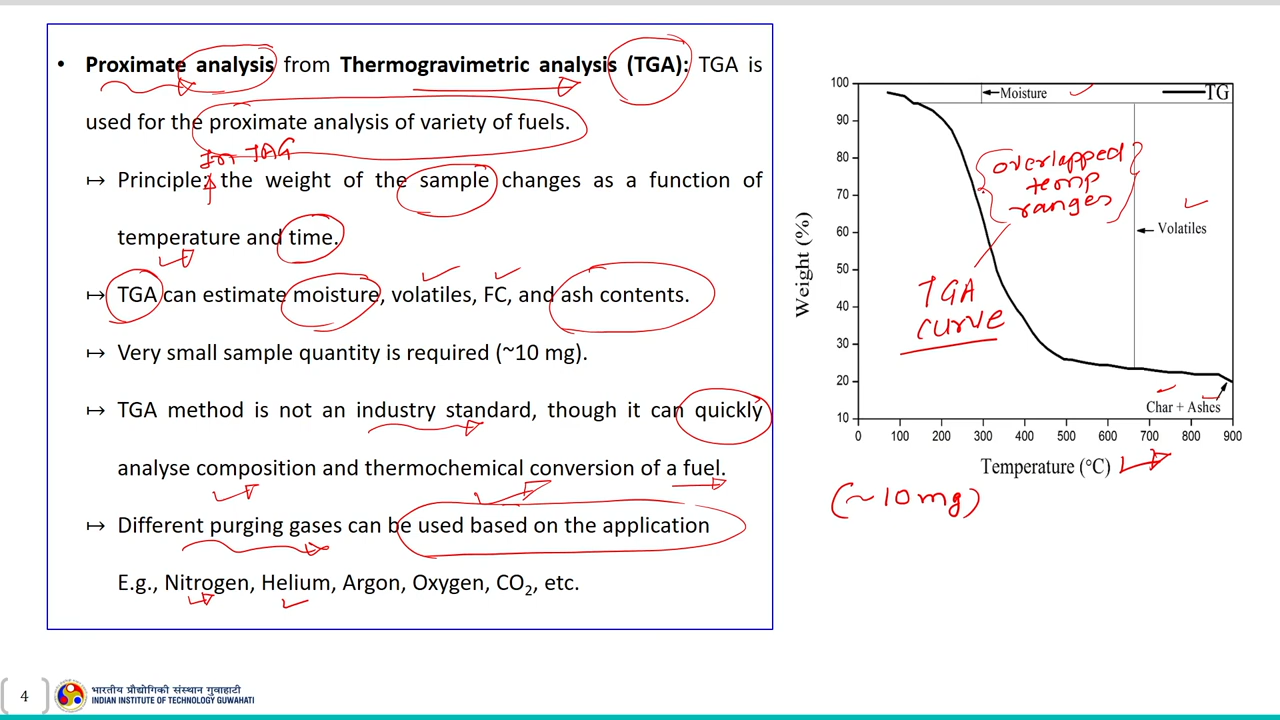 • Proximate analysis from Thermogravimetric analysis (TGA): TGA is
used for the proximate analysis of variety of fuels.
In TAG
↦ Principle: the weight of the sample changes as a function of
temperature and time.
↦ TGA can estimate moisture, volatiles, FC, and ash contents.
↦ Very small sample quantity is required (~10 mg).
↦ TGA method is not an industry standard, though it can quickly
analyse composition and thermochemical conversion of a fuel.
↦ Different purging gases can be used based on the application
E.g., Nitrogen, Helium, Argon, Oxygen, CO₂, etc.
Moisture
TG
overlapped
temp
ranges
Volatiles
TGA
curve
Char + Ashes
Weight (%)
100
90
80
70
60
50
40
30
20
10
0 100 200 300 400 500 600 700 800 900
Temperature (°C)
(~10mg)
4
भारतीय प्रौद्योगिकी संस्थान गुवाहाटी
INDIAN INSTITUTE OF TECHNOLOGY GUWAHATI